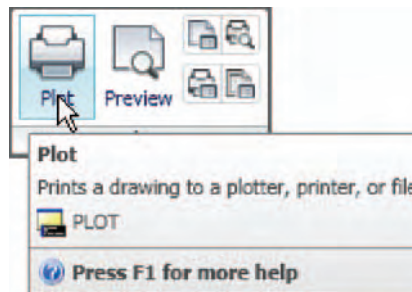 Plot Preview
Plot
Prints a drawing to a plotter, printer, or file
PLOT
Press F1 for more help